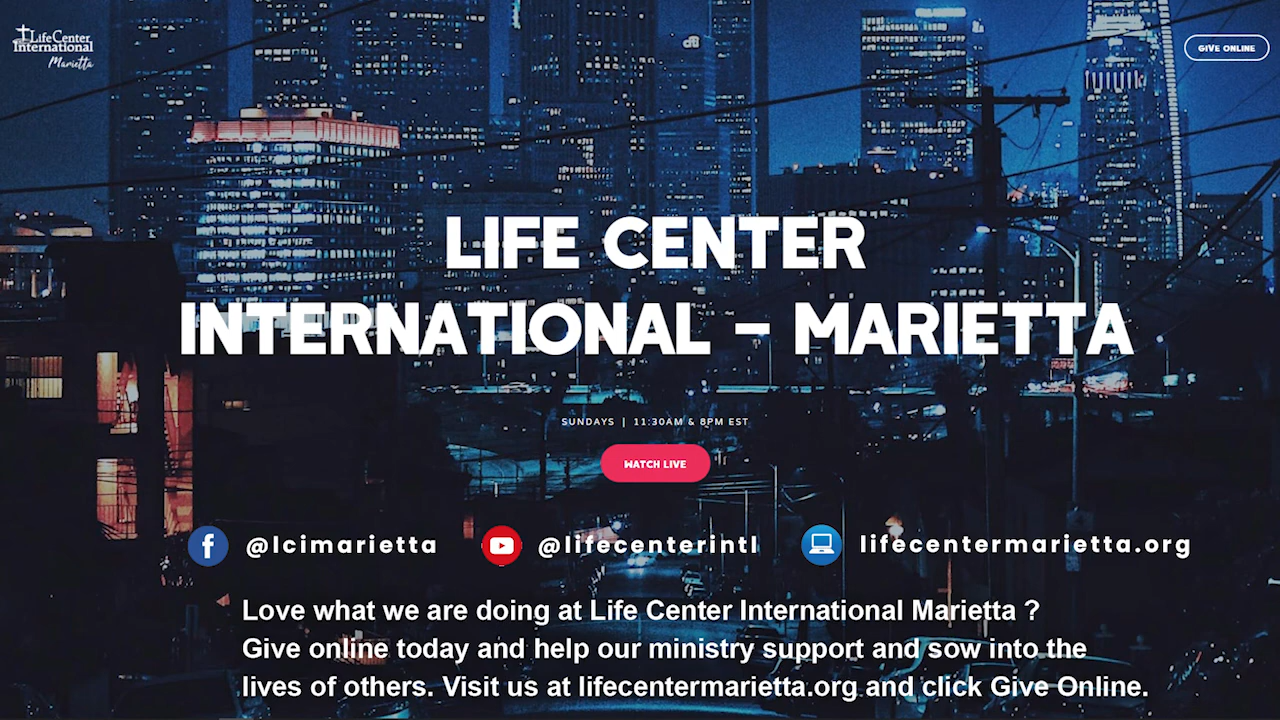 LifeCenter
International
Marietta
GIVE ONLINE
citi
LIFE CENTER
INTERNATIONAL – MARIETTA
SUNDAYS | 11:30AM & 8PM EST
WATCH LIVE
@lcimarietta
@lifecenterintl
lifecentermarietta.org
Love what we are doing at Life Center International Marietta ?
Give online today and help our ministry support and sow into the
lives of others. Visit us at lifecentermarietta.org and click Give Online.